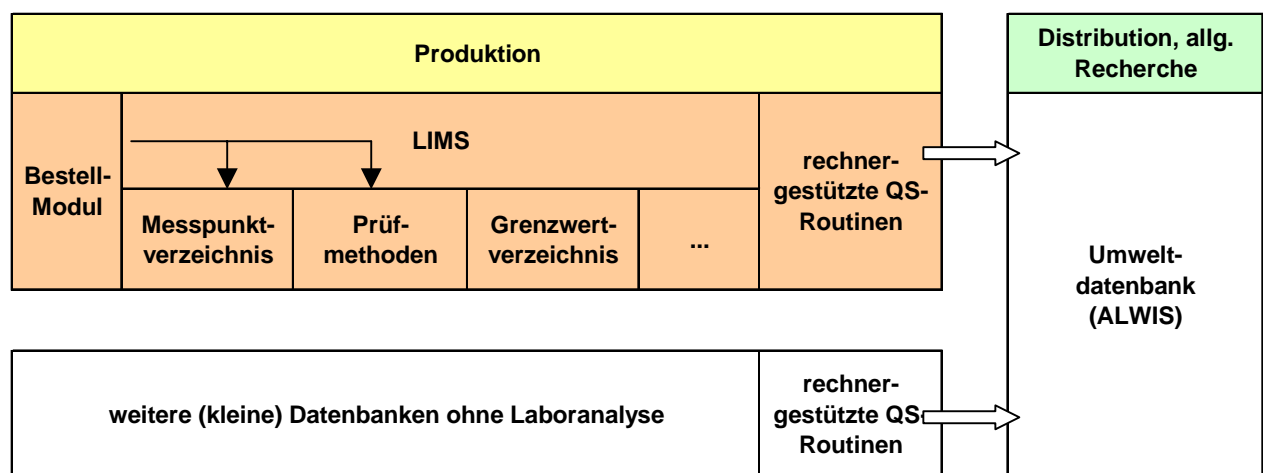 Produktion
Distribution, allg.
Recherche
Bestell-
Modul
LIMS
Messpunkt-
verzeichnis
Prüf-
methoden
Grenzwert-
verzeichnis
...
rechner-
gestützte QS-
Routinen
Umwelt-
datenbank
(ALWIS)
weitere (kleine) Datenbanken ohne Laboranalyse
rechner-
gestützte QS-
Routinen